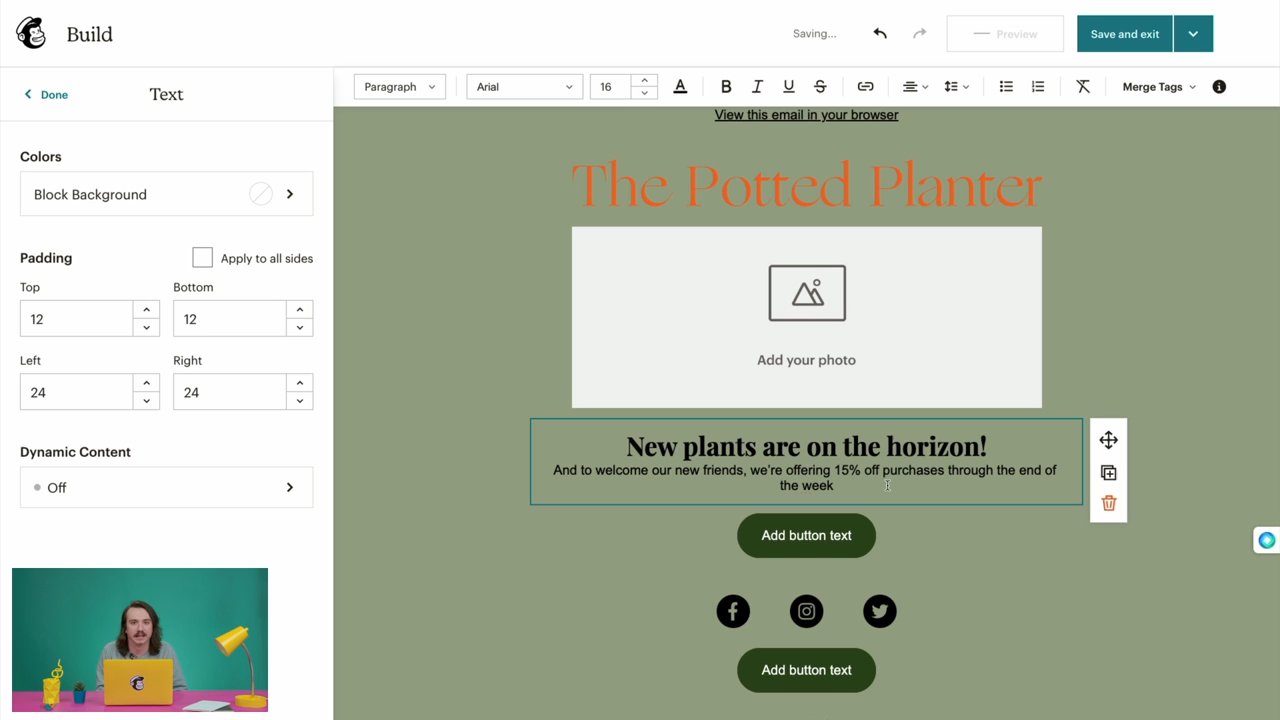 Build
Saving...
Preview
Save and exit
Done
Text
Paragraph
Arial
16
Merge Tags
Colors
Block Background
Padding
Apply to all sides
Top
Bottom
12
12
Left
Right
24
24
Dynamic Content
Off
View this email in your browser
The Potted Planter
Add your photo
New plants are on the horizon!
And to welcome our new friends, we're offering 15% off purchases through the end of
the week
Add button text
Add button text